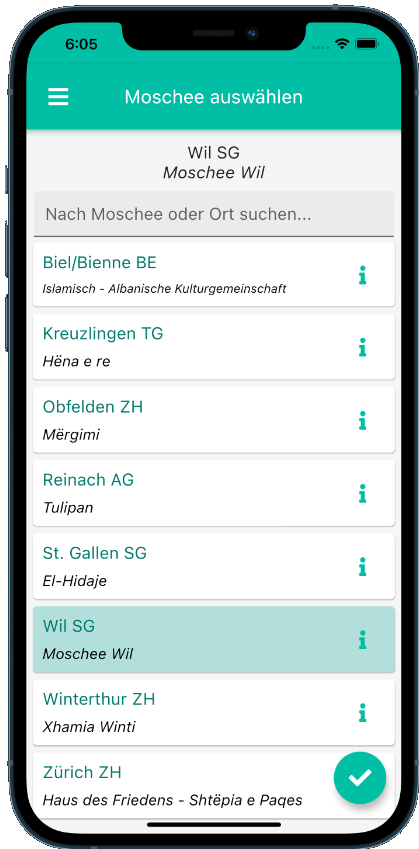 6:05
Moschee auswählen
Wil SG
Moschee Wil
Nach Moschee oder Ort suchen...
Biel/Bienne BE
Islamisch - Albanische Kulturgemeinschaft
Kreuzlingen TG
Hëna e re
Obfelden ZH
Mërgimi
Reinach AG
Tulipan
St. Gallen SG
El-Hidaje
Wil SG
Moschee Wil
Winterthur ZH
Xhamia Winti
Zürich ZH
Haus des Friedens - Shtëpia e Paqes